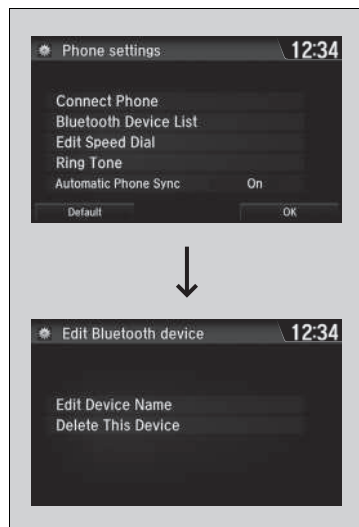 Phone settings 12:34
Connect Phone
Bluetooth Device List
Edit Speed Dial
Ring Tone
Automatic Phone Sync On
Default OK
Edit Bluetooth device 12:34
Edit Device Name
Delete This Device